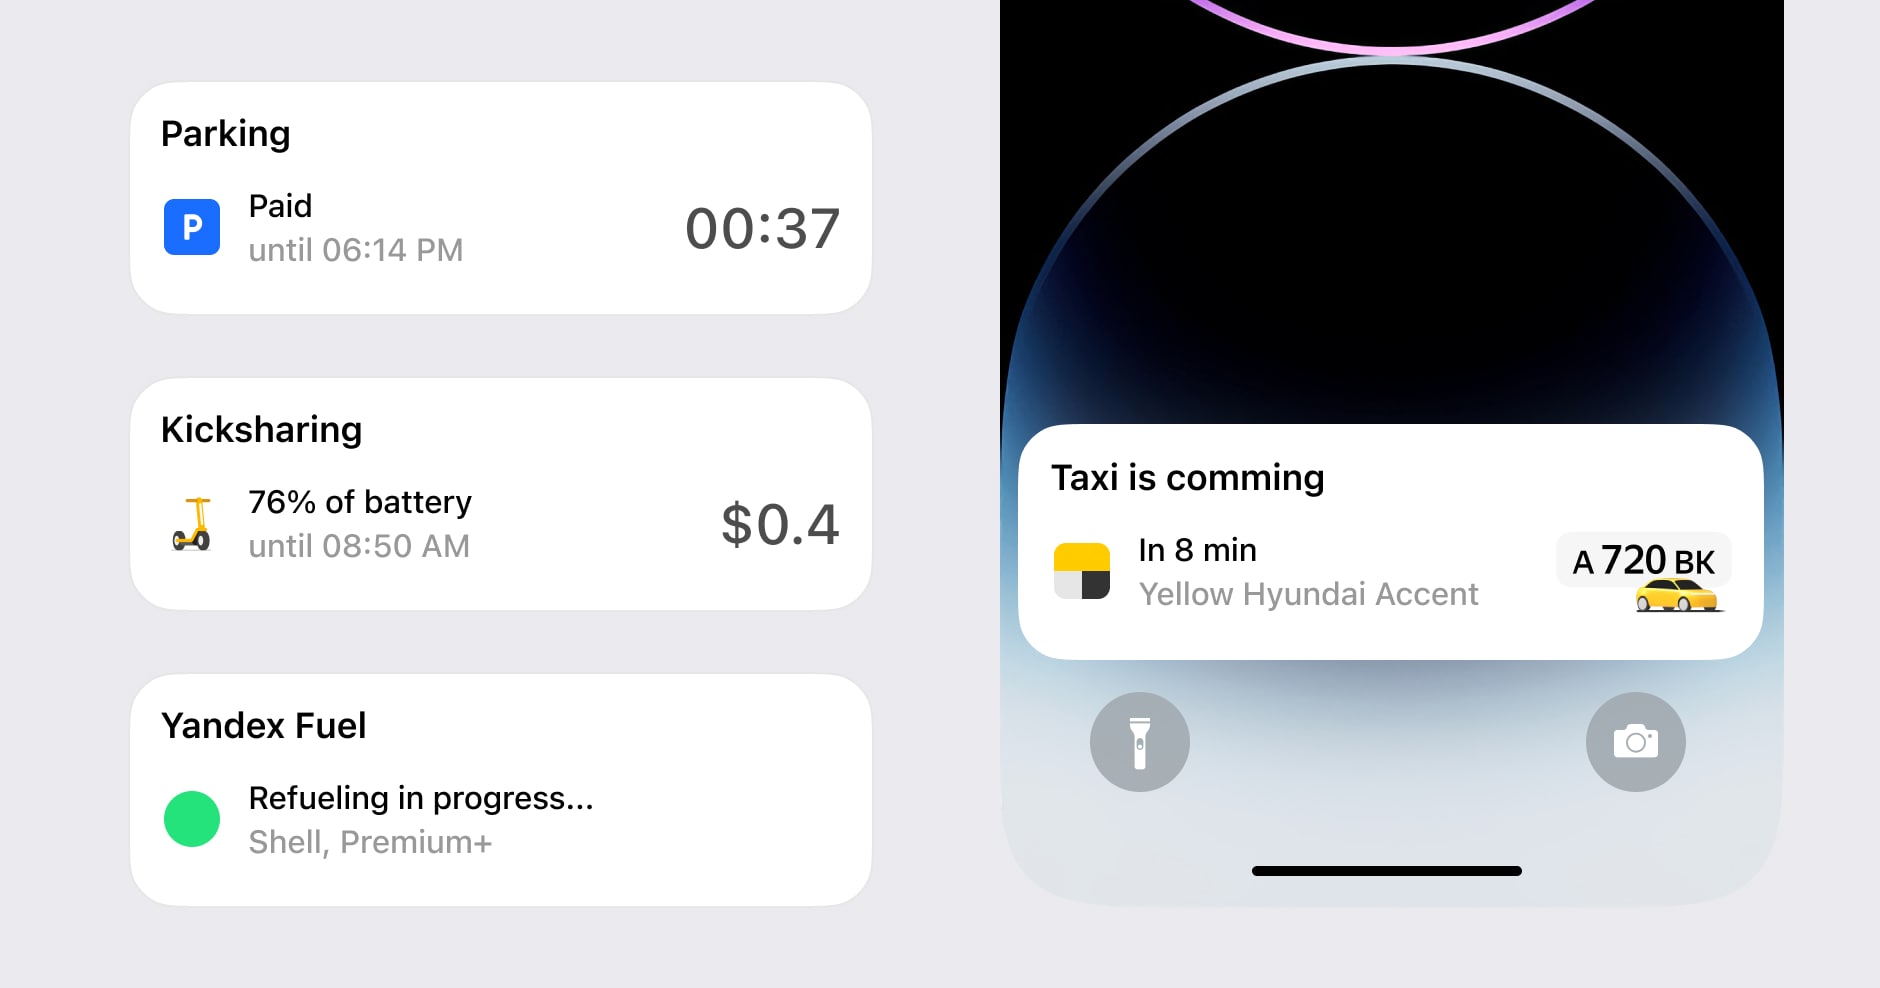 Parking
P
Paid
until 06:14 PM
00:37
Kicksharing
76% of battery
until 08:50 AM
$0.4
Yandex Fuel
Refueling in progress...
Shell, Premium+
Taxi is comming
In 8 min
Yellow Hyundai Accent
A 720 BK